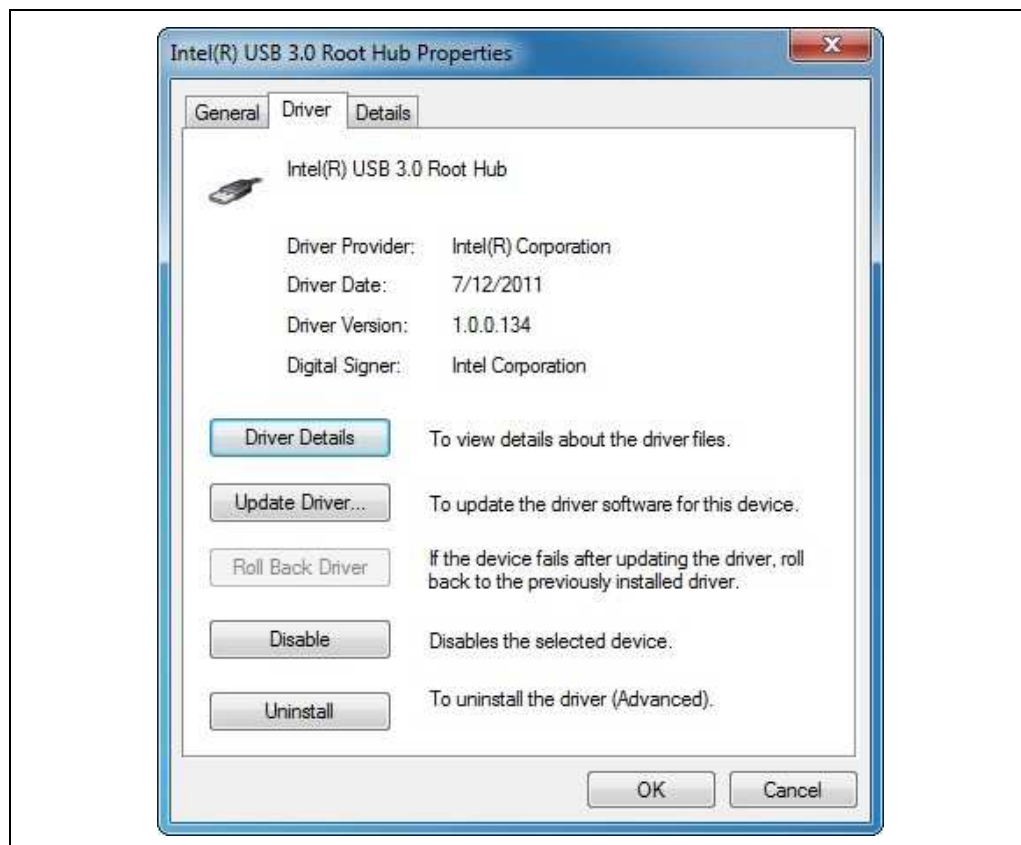 Intel(R) USB 3.0 Root Hub Properties
General Driver Details
Intel(R) USB 3.0 Root Hub
Driver Provider: Intel(R) Corporation
Driver Date: 7/12/2011
Driver Version: 1.0.0.134
Digital Signer: Intel Corporation
Driver Details To view details about the driver files.
Update Driver... To update the driver software for this device.
Roll Back Driver If the device fails after updating the driver, roll
back to the previously installed driver.
Disable Disables the selected device.
Uninstall To uninstall the driver (Advanced).
OK Cancel